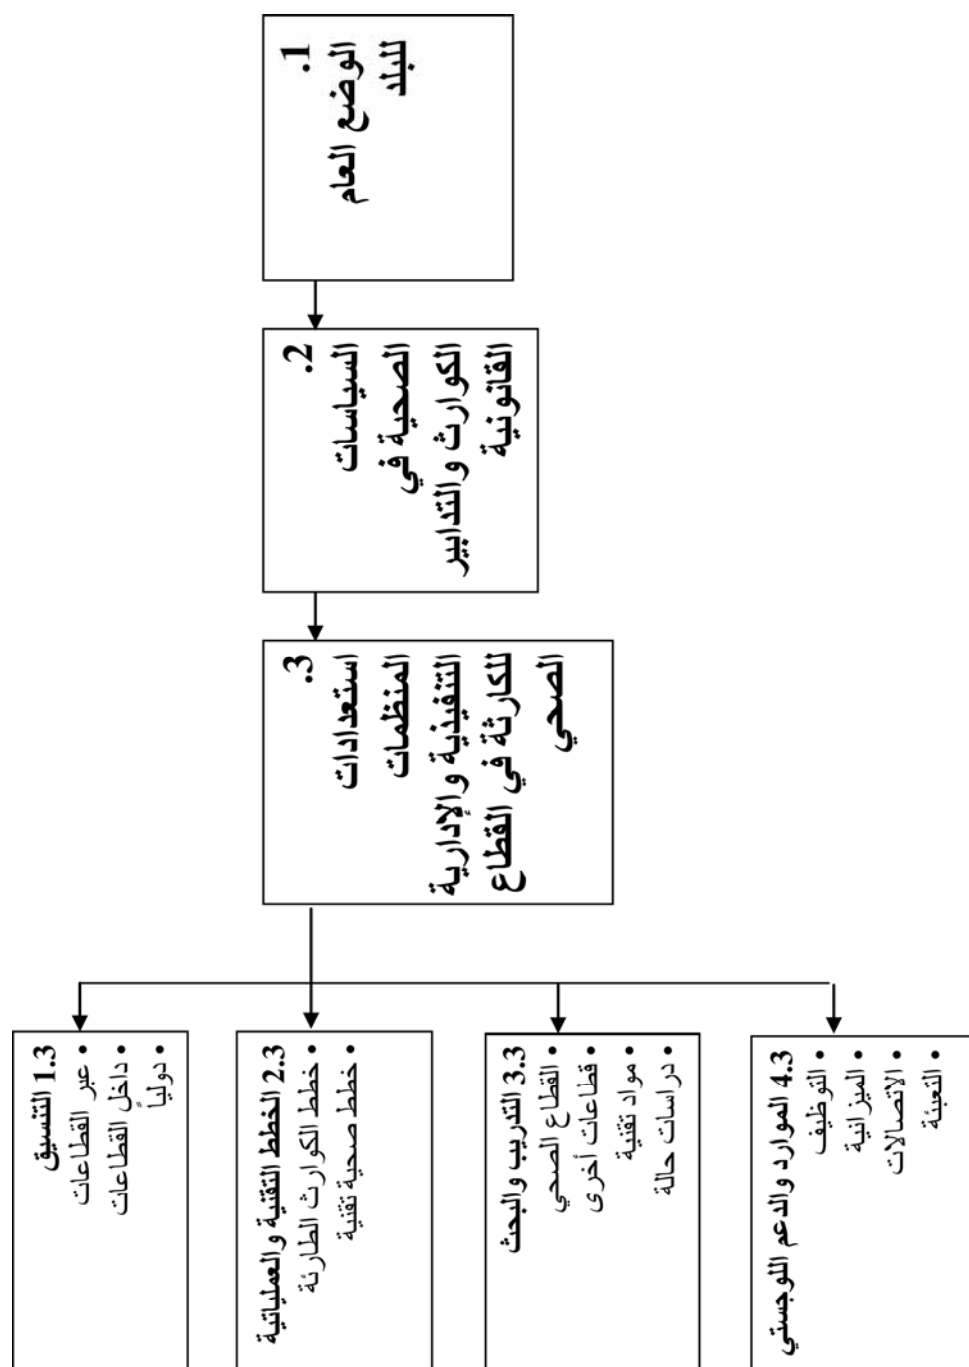 .1
الوضع العام
للبلد
.2
السياسات
الصحية في
الكوارث والتدابير
القانونية
.3
استعدادات
المنظمات
التنفيذية والإدارية
للكارثة في القطاع
الصحي
1.3 التنسيق
• عبر القطاعات
• داخل القطاعات
• دولياً
2.3 الخطط التقنية والعملياتية
• خطط الكوارث الطارئة
• خطط صحية تقنية
3.3 التدريب والبحث
• القطاع الصحي
• قطاعات أخرى
• مواد تقنية
• دراسات حالة
4.3 الموارد والدعم اللوجستي
• التوظيف
• الميزانية
• الاتصالات
• التعبئة